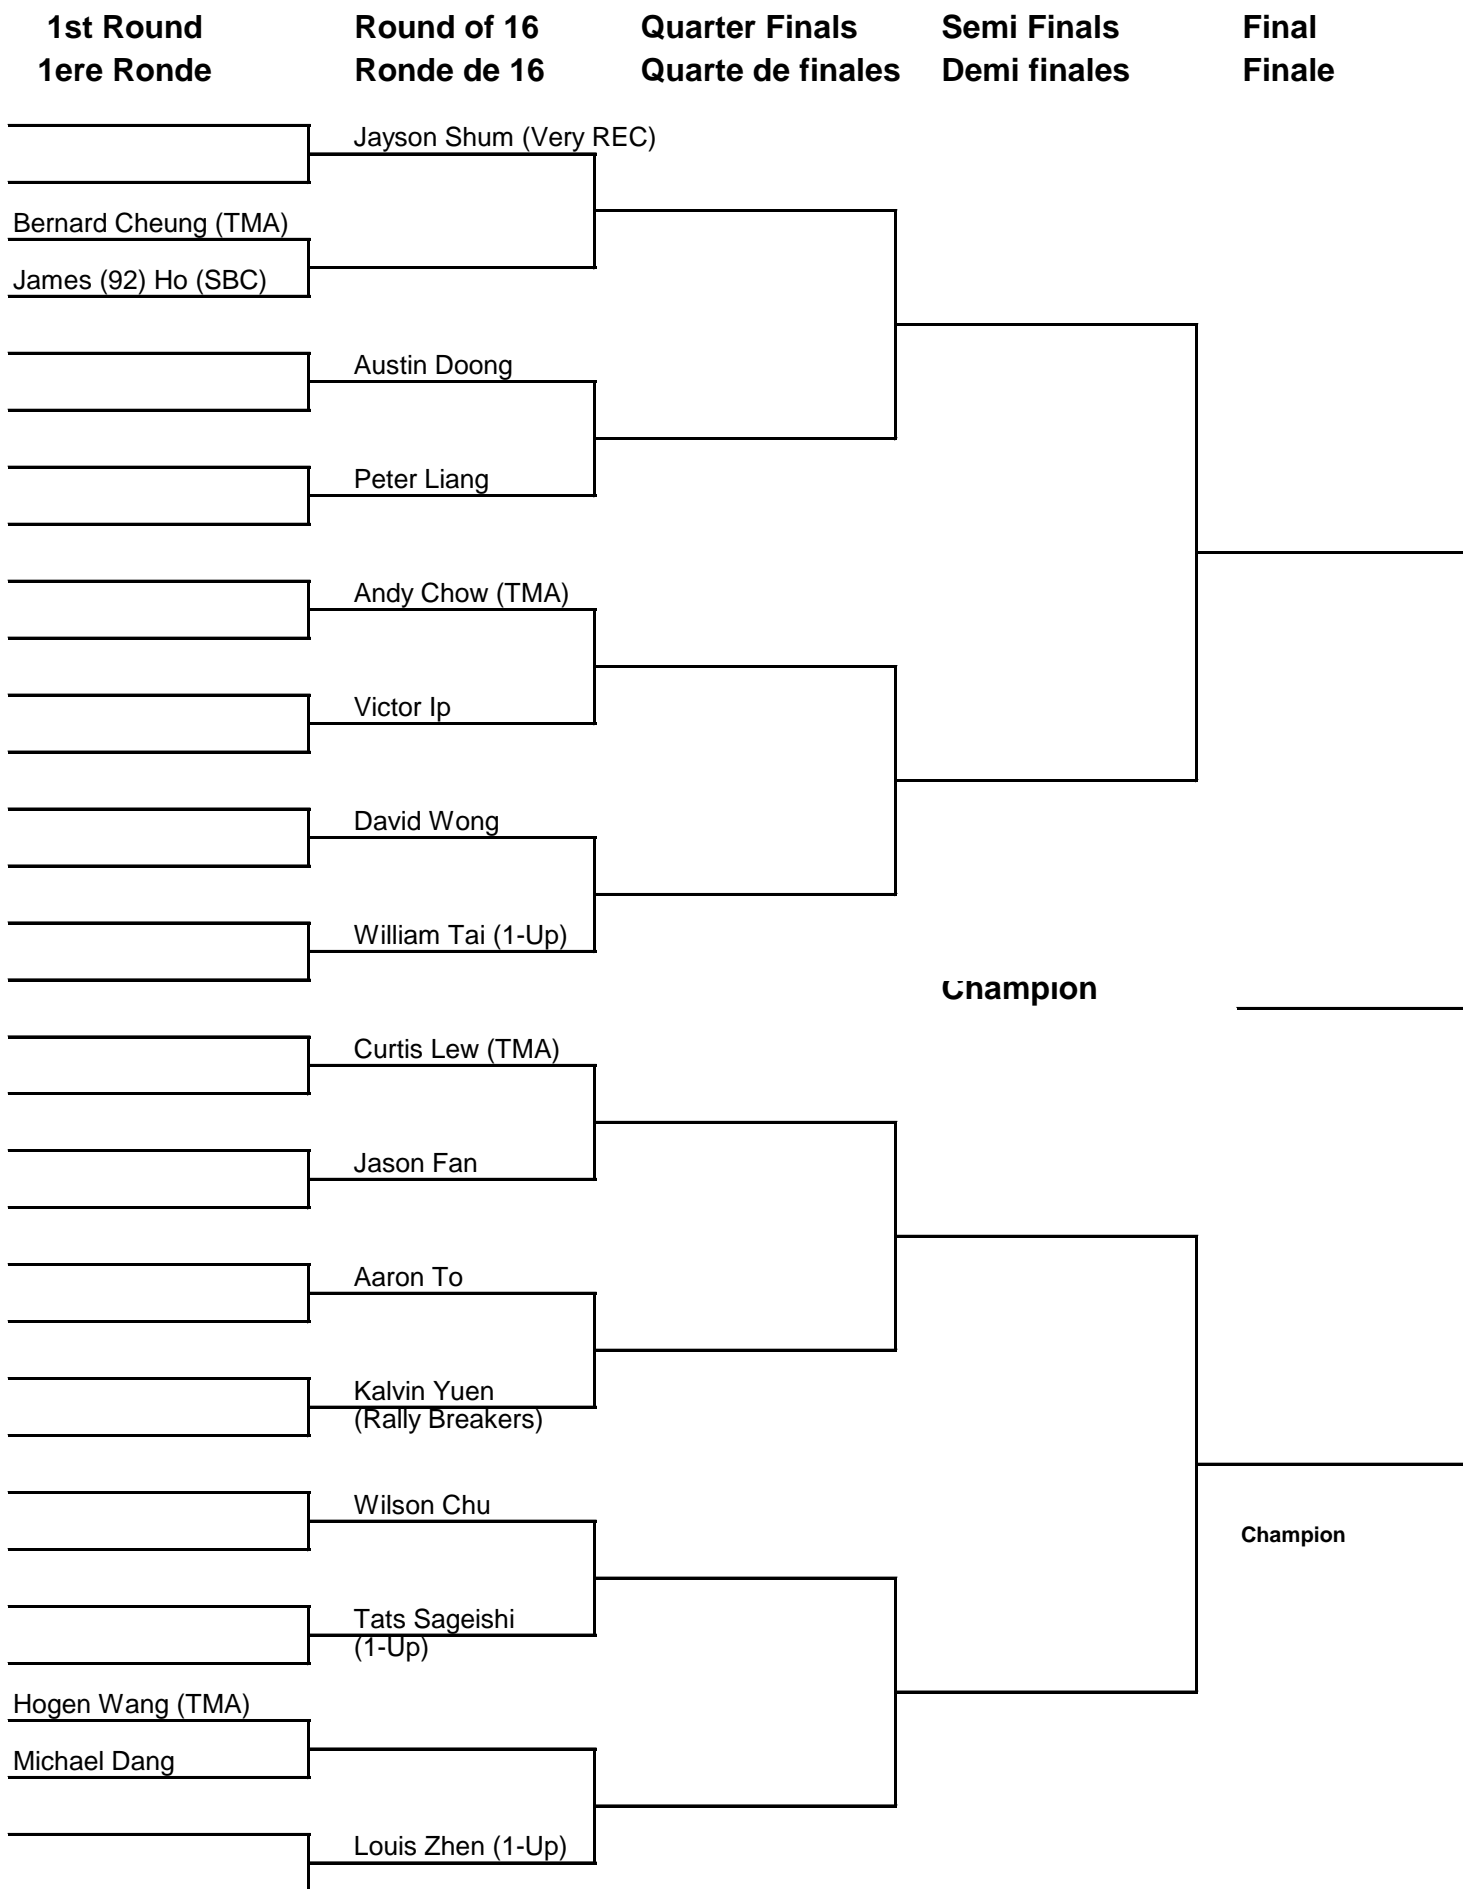 1st Round
1ere Ronde
Round of 16
Ronde de 16
Quarter Finals
Quarte de finales
Semi Finals
Demi finales
Final
Finale
Jayson Shum (Very REC)
Bernard Cheung (TMA)
James (92) Ho (SBC)
Austin Doong
Peter Liang
Andy Chow (TMA)
Victor Ip
David Wong
William Tai (1-Up)
Champion
Curtis Lew (TMA)
Jason Fan
Aaron To
Kalvin Yuen
(Rally Breakers)
Wilson Chu
Champion
Tats Sageishi
(1-Up)
Hogen Wang (TMA)
Michael Dang
Louis Zhen (1-Up)